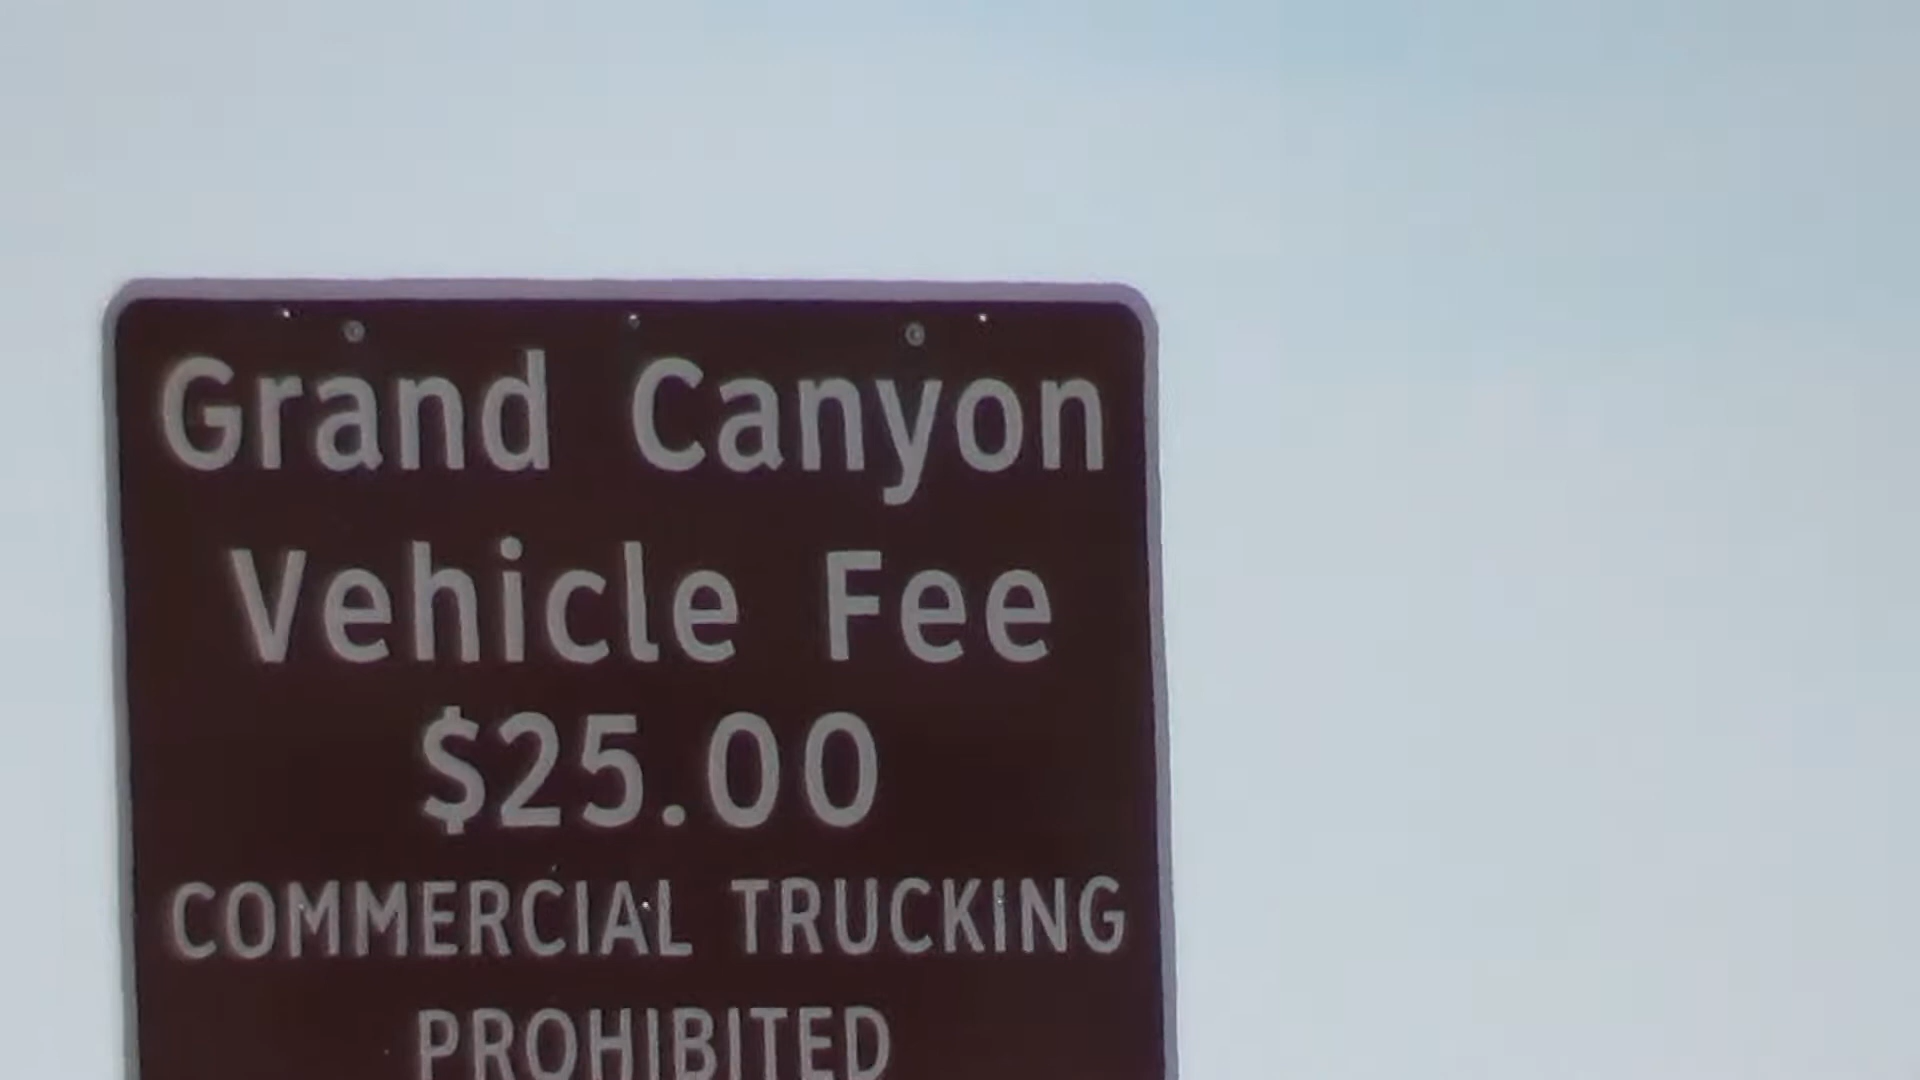 Grand Canyon
Vehicle Fee
$25.00
COMMERCIAL TRUCKING
PROHIBITED